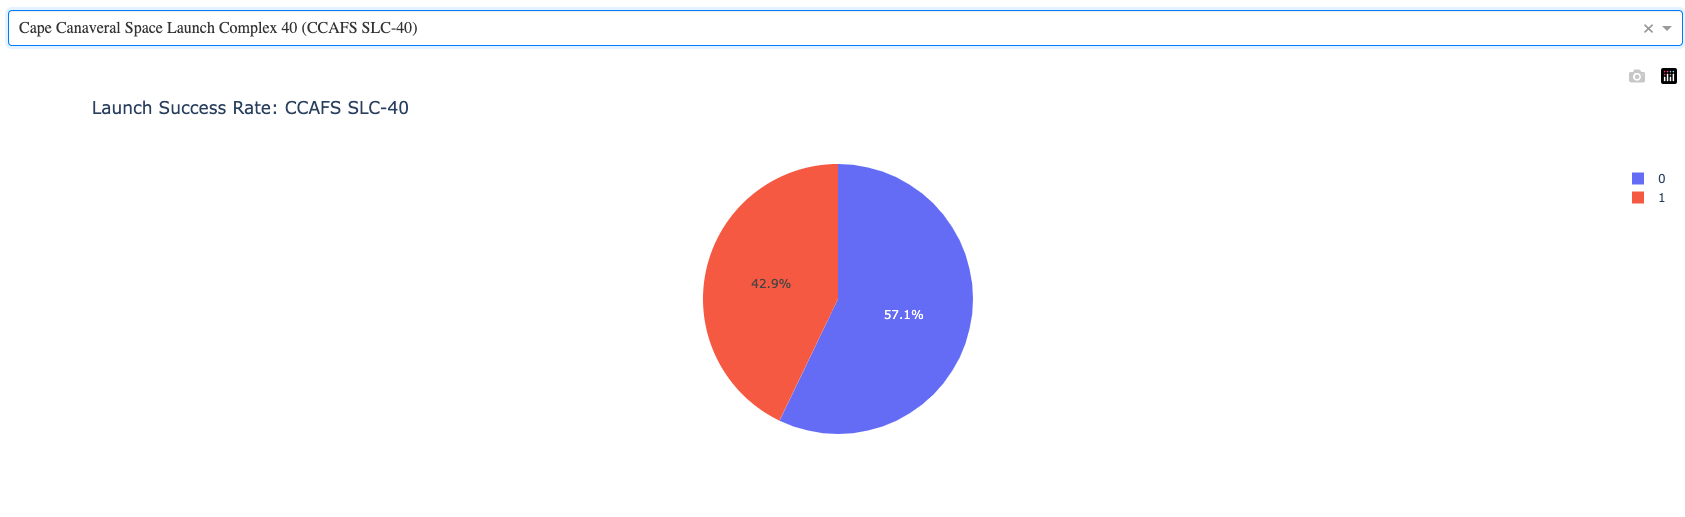 Cape Canaveral Space Launch Complex 40 (CCAFS SLC-40)
Launch Success Rate: CCAFS SLC-40
0
1
42.9%
57.1%